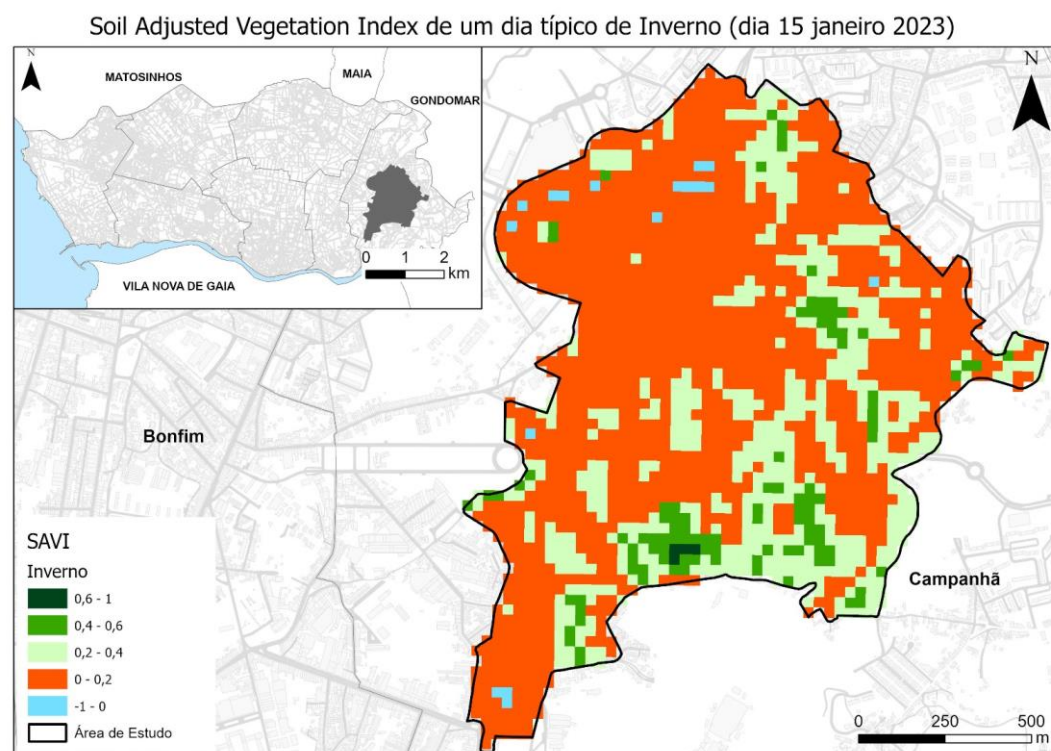 Soil Adjusted Vegetation Index de um dia típico de Inverno (dia 15 janeiro 2023)
N
MATOSINHOS
MAIA
GONDOMAR
VILA NOVA DE GAIA
0 1 2
km
N
Bonfim
Campanhã
SAVI
Inverno
0,6 - 1
0,4 - 0,6
0,2 - 0,4
0 - 0,2
-1 - 0
Área de Estudo
0 250 500
m